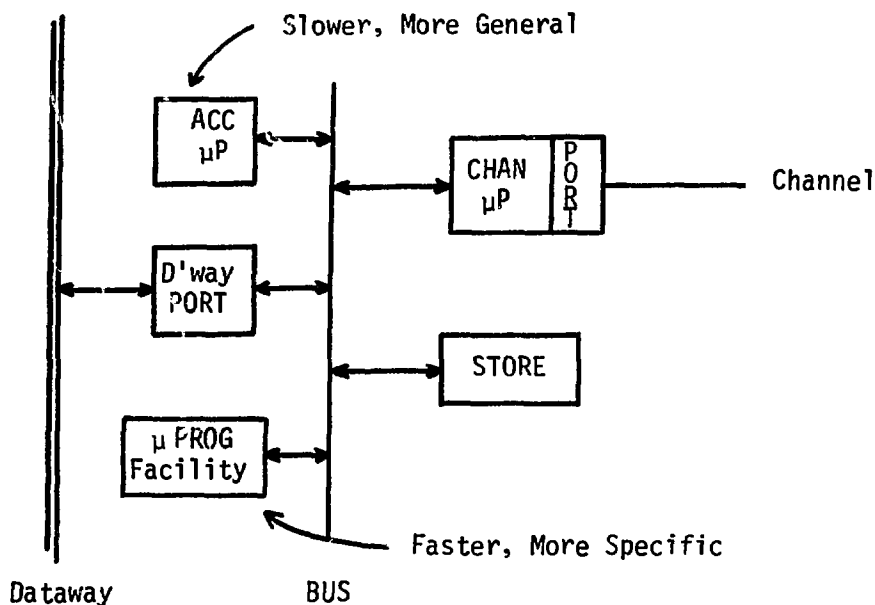 Slower, More General
ACC
μP
CHAN
μP
PORT
Channel
D'way
PORT
STORE
μ PROG
Facility
Faster, More Specific
Dataway
BUS